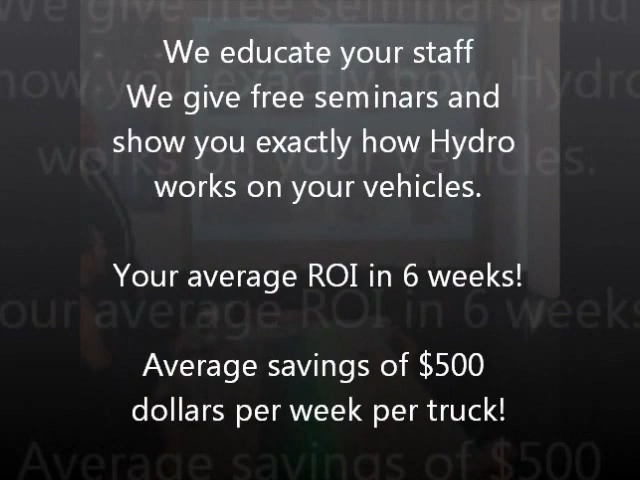 We educate your staff
We give free seminars and
show you exactly how Hydro
works on your vehicles.
Your average ROI in 6 weeks!
Average savings of $500
dollars per week per truck!